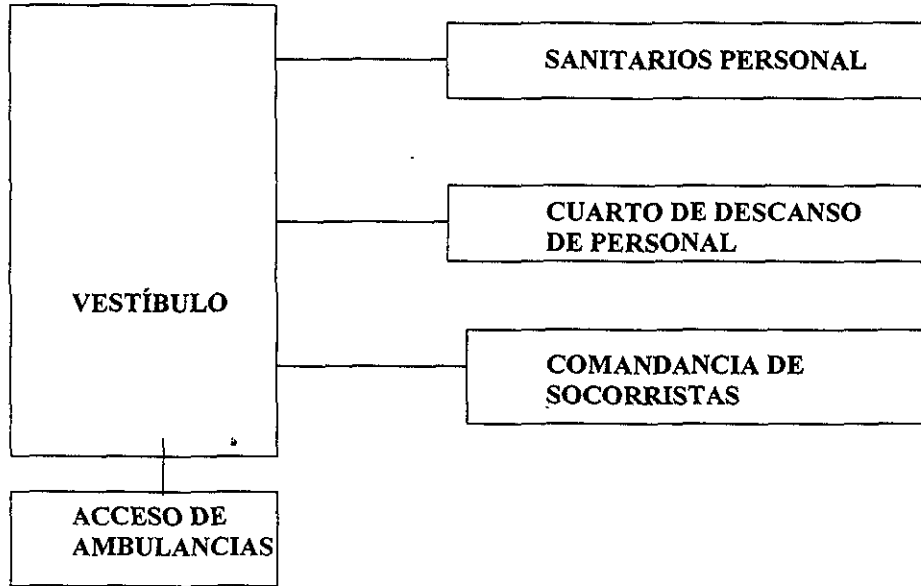 SANITARIOS PERSONAL
CUARTO DE DESCANSO
DE PERSONAL
VESTÍBULO
COMANDANCIA DE
SOCORRISTAS
ACCESO DE
AMBULANCIAS